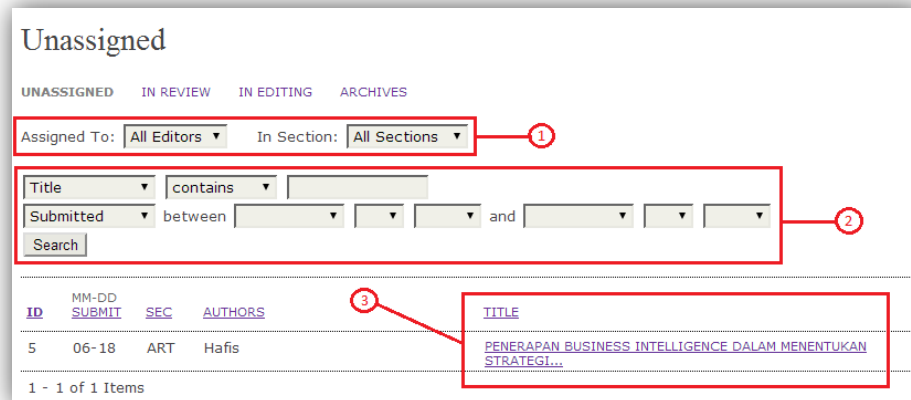 Unassigned
UNASSIGNED IN REVIEW IN EDITING ARCHIVES
Assigned To: All Editors In Section: All Sections 1
Title contains
Submitted between and 2
Search
MM-DD
ID SUBMIT SEC AUTHORS 3 TITLE
5 06-18 ART Hafis PENERAPAN BUSINESS INTELLIGENCE DALAM MENENTUKAN
STRATEGI...
1 - 1 of 1 Items